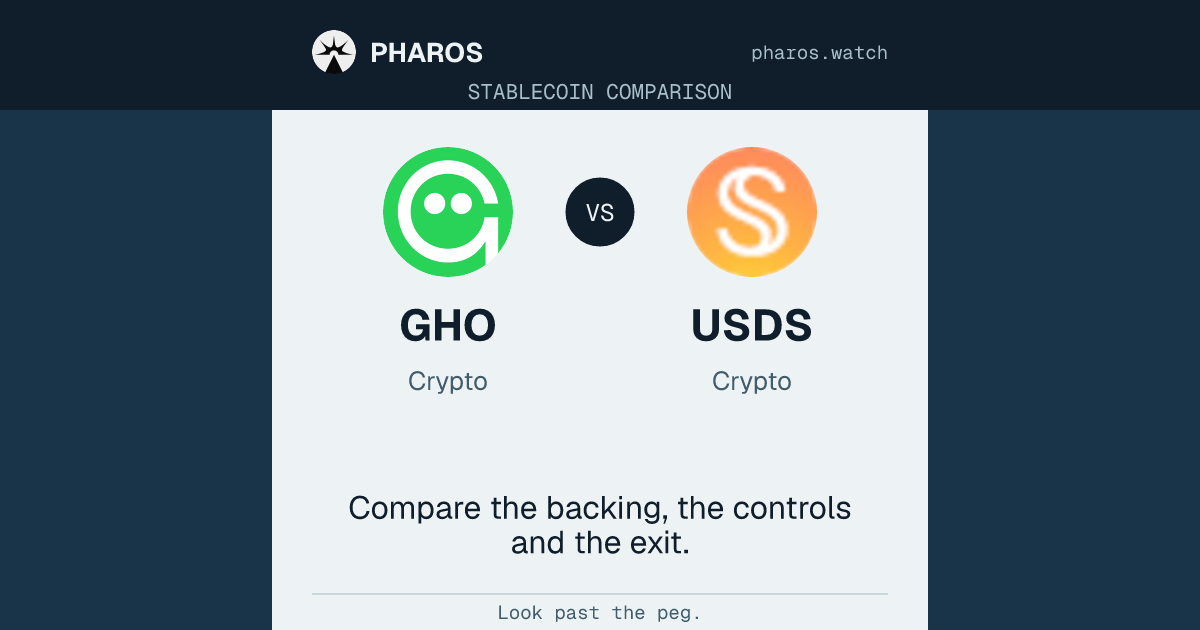 PHAROS
pharos.watch
STABLECOIN COMPARISON
VS
GHO
USDS
Crypto
Crypto
Compare the backing, the controls
and the exit.
Look past the peg.